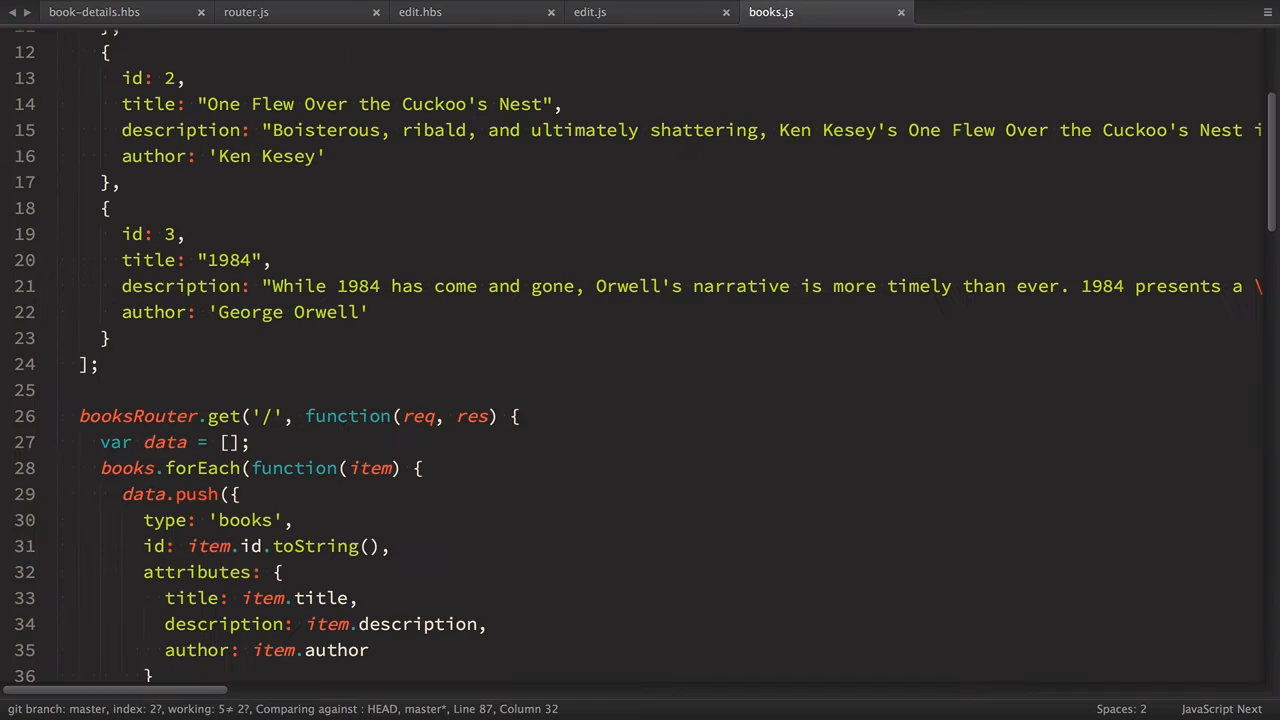 book-details.hbs × router.js × edit.hbs × edit.js × books.js ×
11 },
12 {
13 id: 2,
14 title: "One Flew Over the Cuckoo's Nest",
15 description: "Boisterous, ribald, and ultimately shattering, Ken Kesey's One Flew Over the Cuckoo's Nest i
16 author: 'Ken Kesey'
17 },
18 {
19 id: 3,
20 title: "1984",
21 description: "While 1984 has come and gone, Orwell's narrative is more timely than ever. 1984 presents a \
22 author: 'George Orwell'
23 }
24 ];
25
26 booksRouter.get('/', function(req, res) {
27 var data = [];
28 books.forEach(function(item) {
29 data.push({
30 type: 'books',
31 id: item.id.toString(),
32 attributes: {
33 title: item.title,
34 description: item.description,
35 author: item.author
36 }
git branch: master, index: 2?, working: 5≠ 2?, Comparing against : HEAD, master*, Line 87, Column 32 Spaces: 2 JavaScript Next